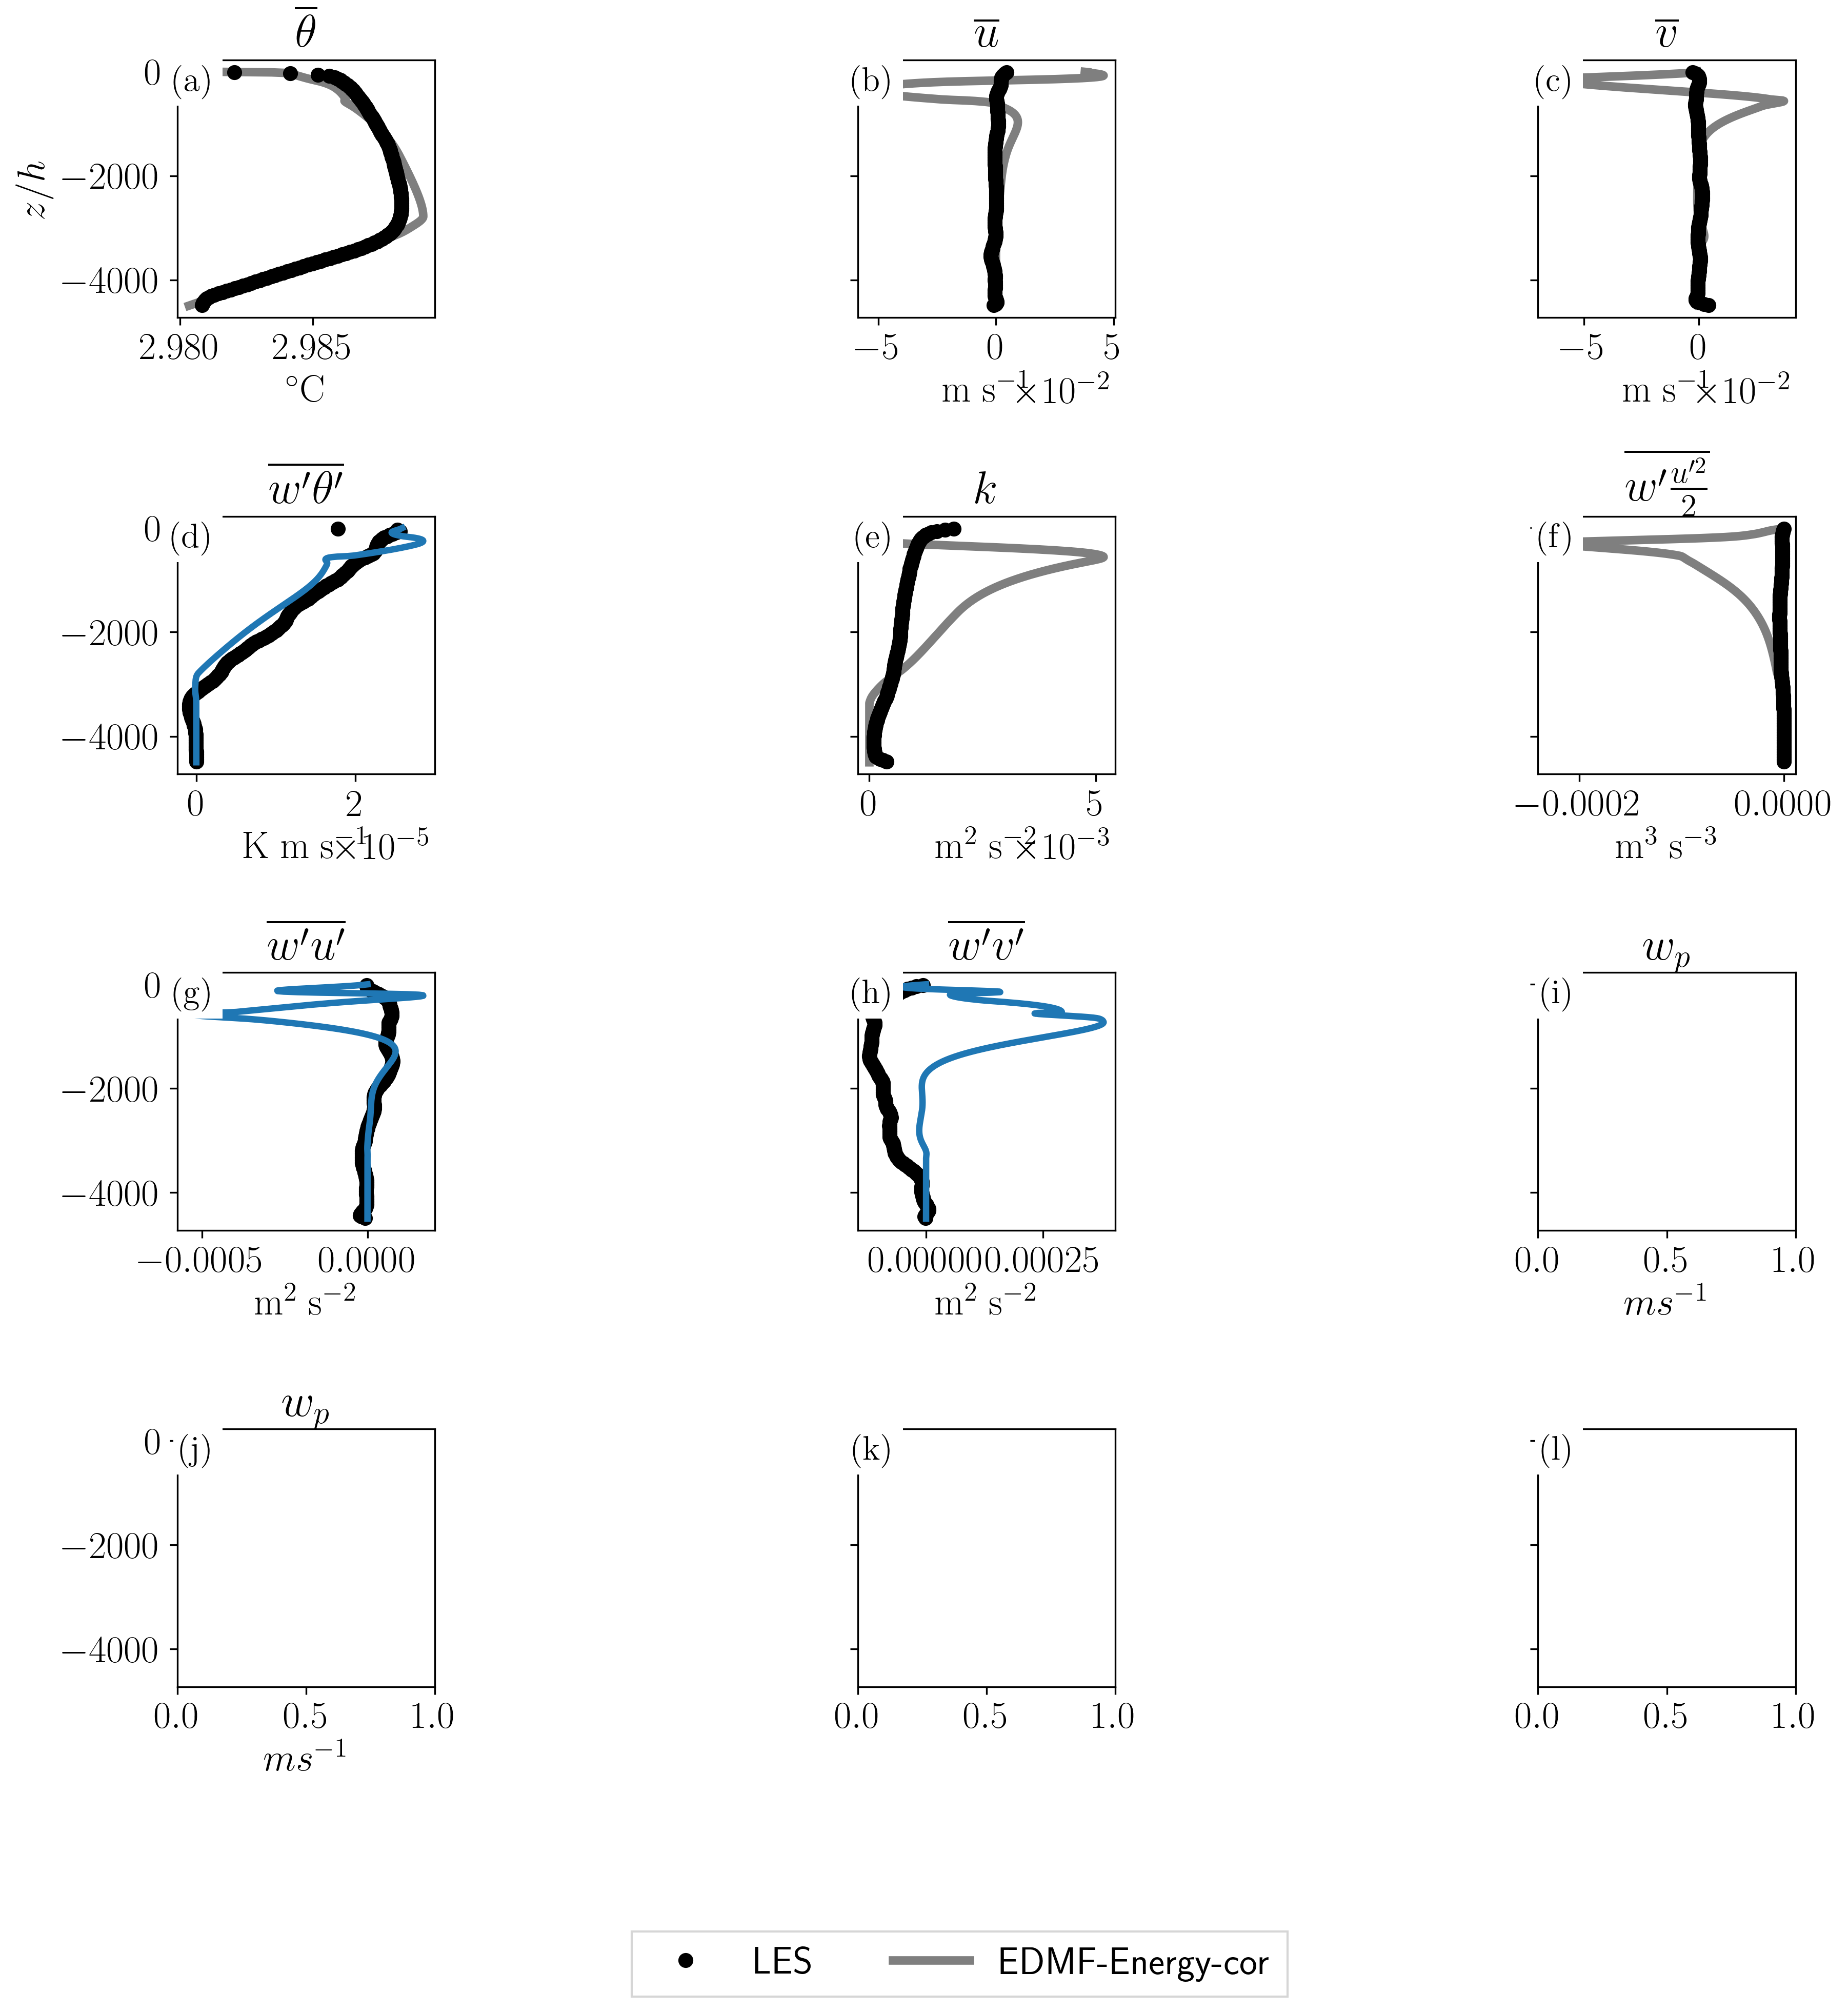 θ̅ u̅ v̅
(a) (b) (c)
0
−2000
−4000
z/h
2.980 2.985 −5 0 5 −5 0
°C m s⁻¹ ×10⁻² m s⁻¹ ×10⁻²
w′θ′ k w′ u′²/2
(d) (e) (f)
0
−2000
−4000
0 2 0 5 −0.0002 0.0000
K m s⁻¹ ×10⁻⁵ m² s⁻² ×10⁻³ m³ s⁻³
w′u′ w′v′ w_p
(g) (h) (i)
0
−2000
−4000
−0.0005 0.0000 0.00000 0.00025 0.0 0.5 1.0
m² s⁻² m² s⁻² ms⁻¹
w_p
(j) (k) (l)
0
−2000
−4000
0.0 0.5 1.0 0.0 0.5 1.0 0.0 0.5 1.0
ms⁻¹
LES EDMF-Energy-cor